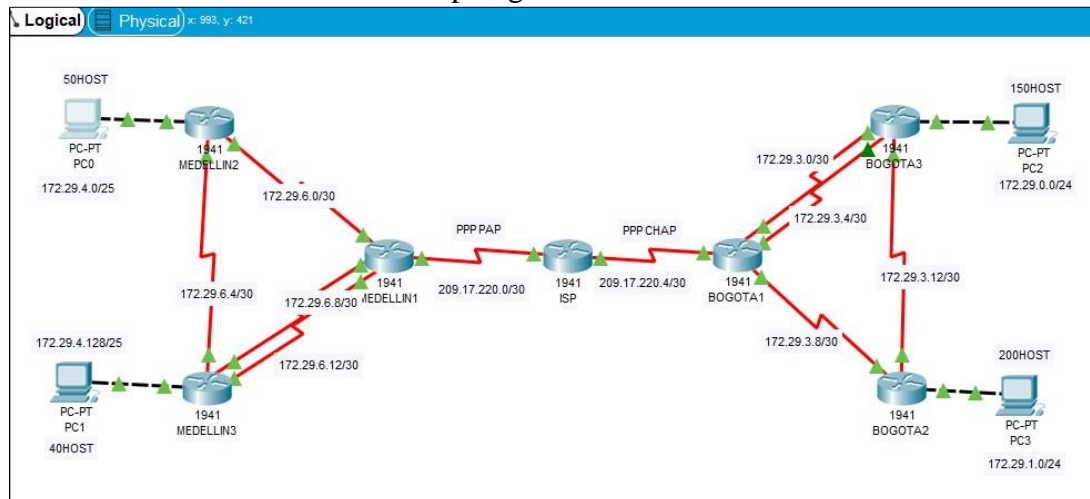 Logical
Physical
x: 993, y: 421
50HOST
PC-PT
PC0
172.29.4.0/25
1941
MEDELLIN2
172.29.6.0/30
172.29.6.4/30
172.29.6.8/30
172.29.6.12/30
172.29.4.128/25
PC-PT
PC1
40HOST
1941
MEDELLIN3
1941
MEDELLIN1
PPP PAP
209.17.220.0/30
1941
ISP
PPP CHAP
209.17.220.4/30
1941
BOGOTA1
172.29.3.0/30
172.29.3.4/30
172.29.3.8/30
172.29.3.12/30
1941
BOGOTA3
150HOST
PC-PT
PC2
172.29.0.0/24
1941
BOGOTA2
200HOST
PC-PT
PC3
172.29.1.0/24